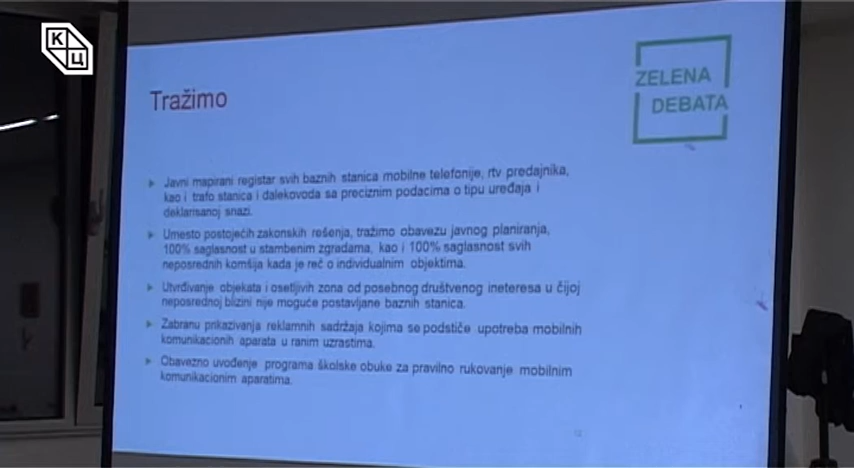 К
Ц
ZELENA
DEBATA
Tražimo
Javni mapirani registar svih baznih stanica mobilne telefonije, rtv predajnika,
kao i trafo stanica i dalekovoda sa preciznim podacima o tipu uređaja i
deklarisanoj snazi.
Umesto postojećih zakonskih rešenja, tražimo obavezu javnog planiranja,
100% saglasnost u stambenim zgradama, kao i 100% saglasnost svih
neposrednih komšija kada je reč o individualnim objektima.
Utvrđivanje objekata i osetljivih zona od posebnog društvenog ineteresa u čijoj
neposrednoj blizini nije moguće postavljane baznih stanica.
Zabranu prikazivanja reklamnih sadržaja kojima se podstiče upotreba mobilnih
komunikacionih aparata u ranim uzrastima.
Obavezno uvođenje programa školske obuke za pravilno rukovanje mobilnim
komunikacionim aparatima.